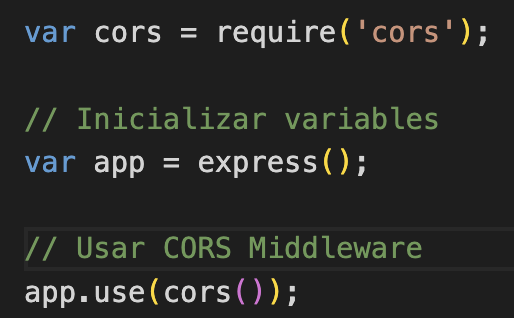 var cors = require('cors');
// Inicializar variables
var app = express();
// Usar CORS Middleware
app.use(cors());